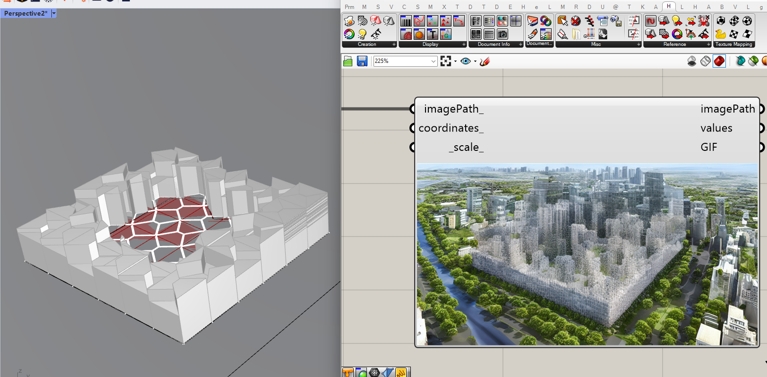 Perspective2*
Prm M S V C S I M D T D T D E U H e L M D R D U @ T K A L H L H A S B C V L g
Creation
Display
Document Info
Document...
Misc
Reference
Texture Mapping
225%
imagePath_
coordinates_
_scale_
imagePath
values
GIF